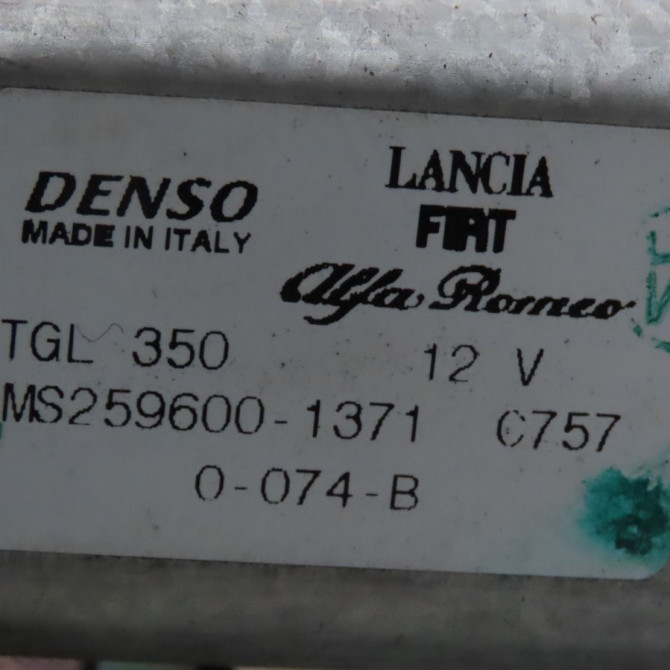 DENSO
MADE IN ITALY
LANCIA
FIAT
Alfa Romeo
TGL 350 12 V
MS259600-1371 C757
0-074-B